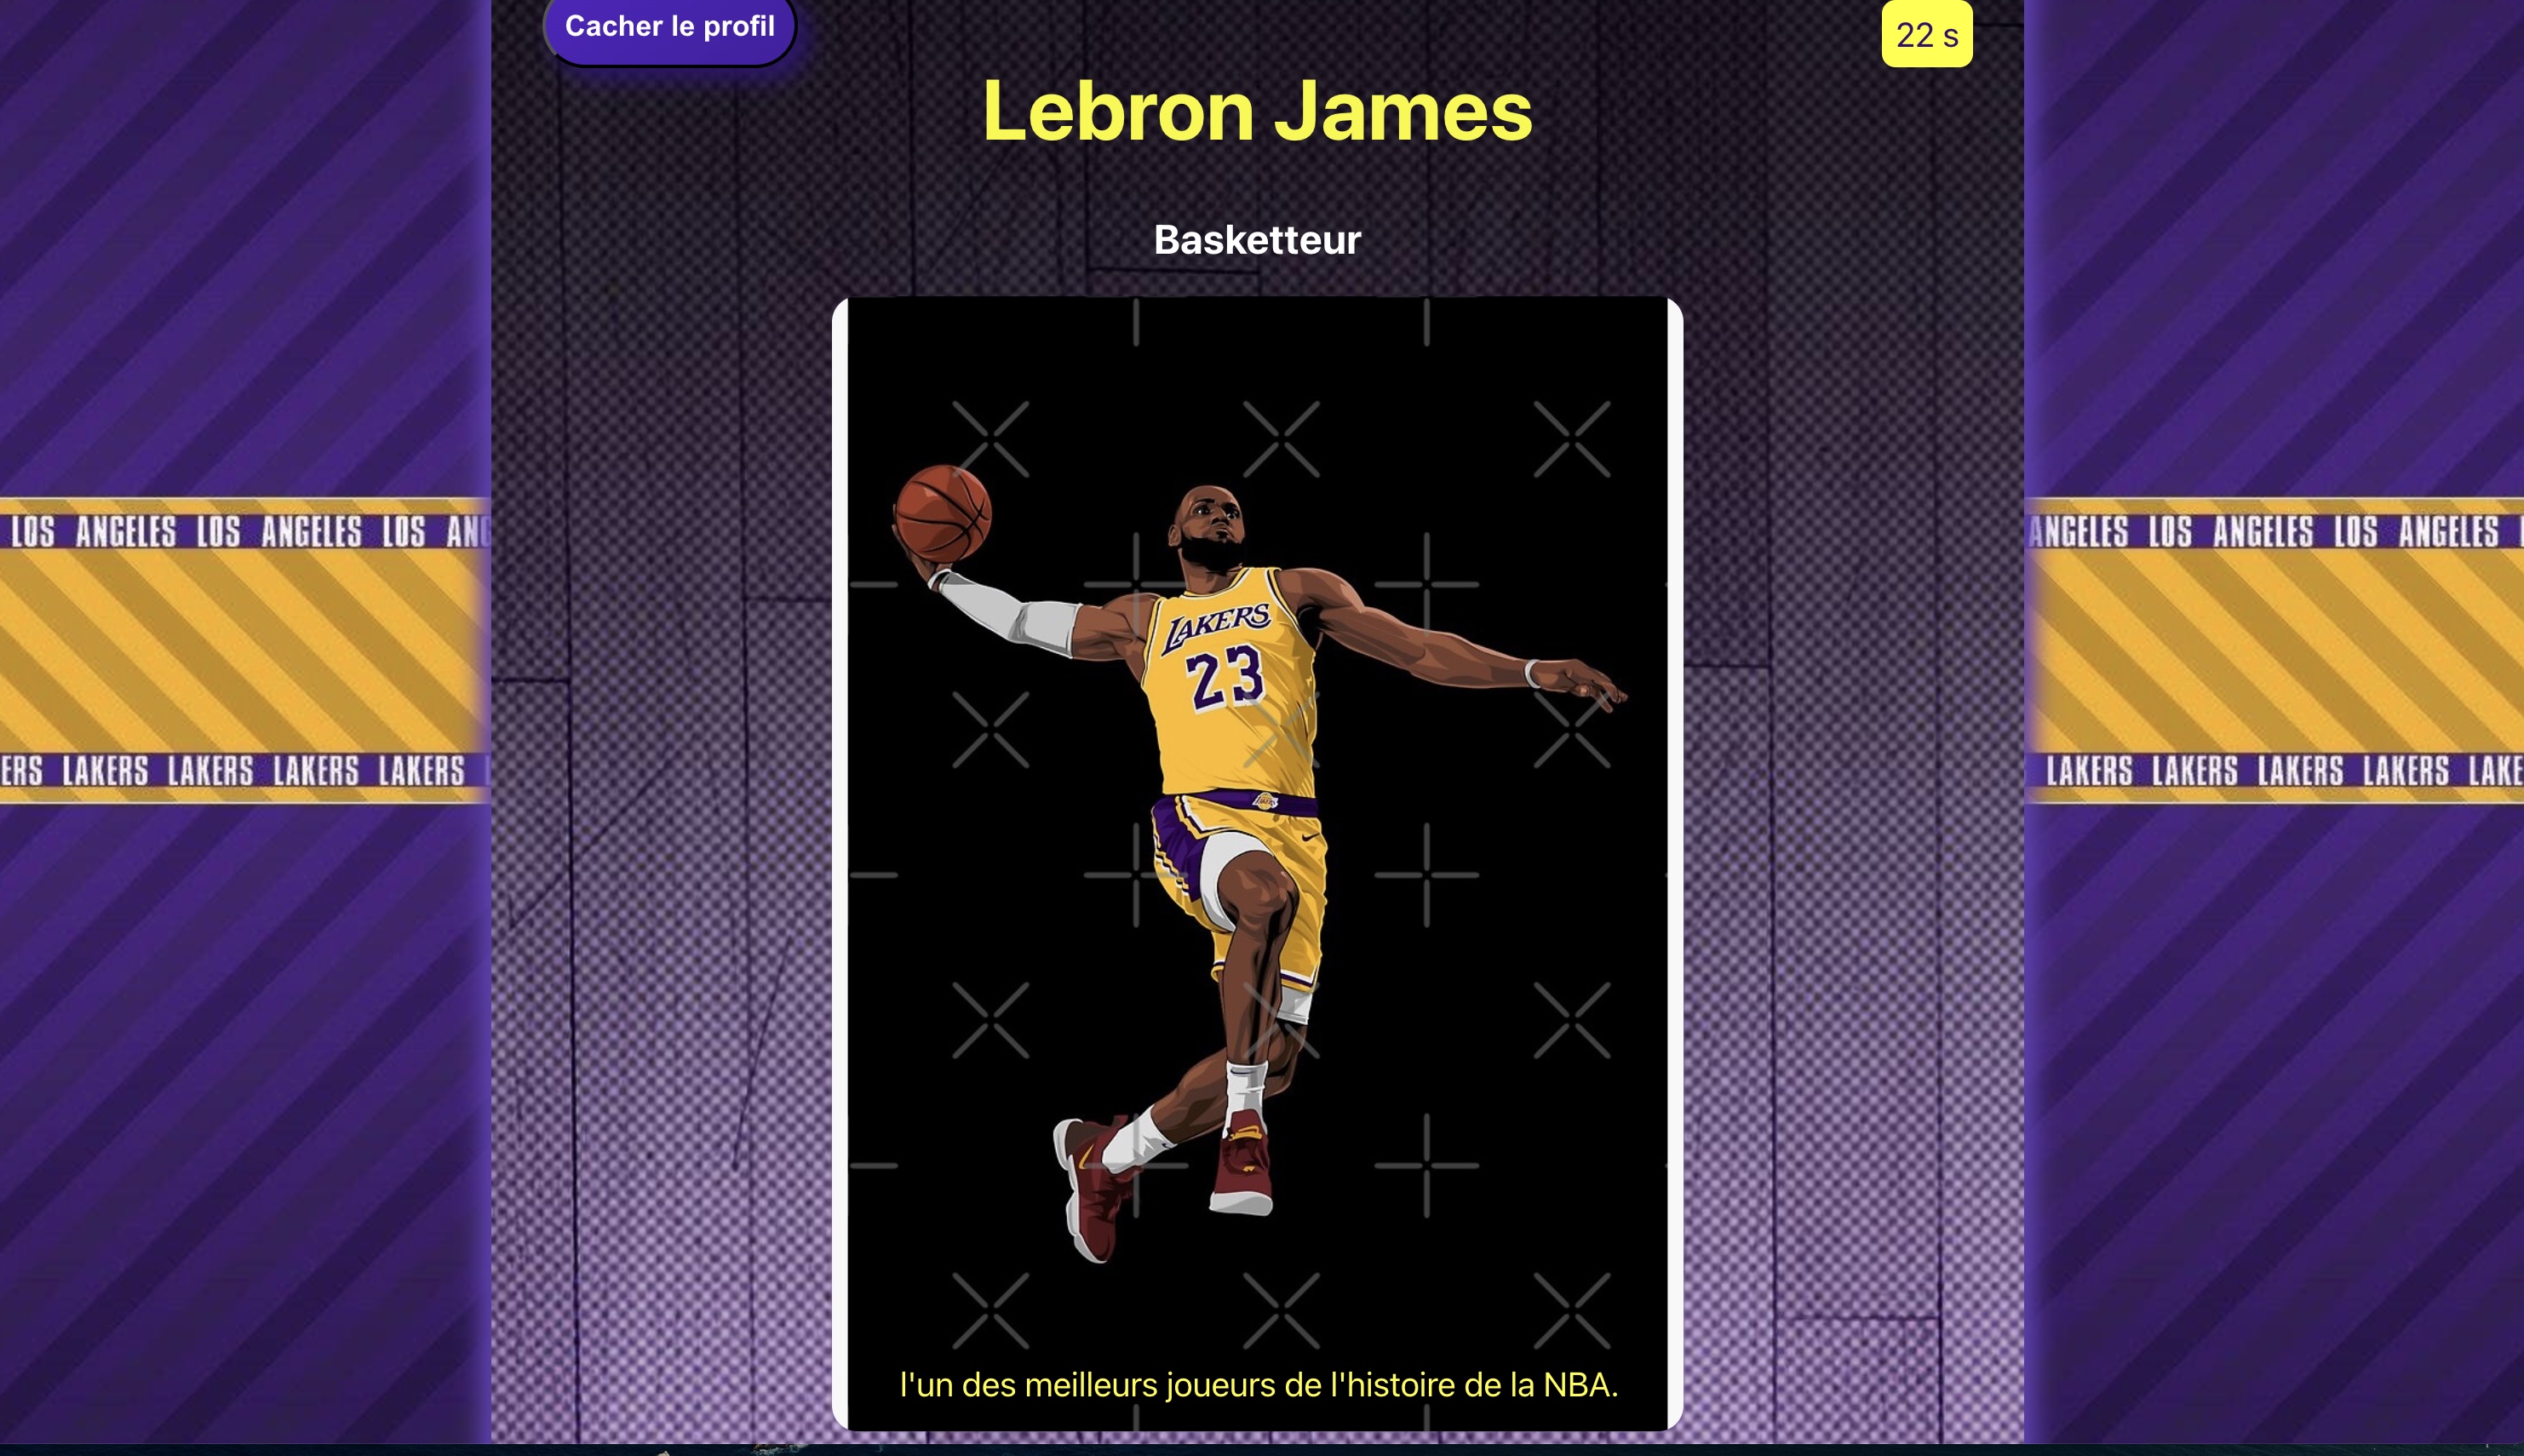 Cacher le profil
22 s
Lebron James
Basketteur
LOS ANGELES LOS ANGELES LOS ANG
ANGELES LOS ANGELES LOS ANGELES
LAKERS
23
ERS LAKERS LAKERS LAKERS LAKERS
LAKERS LAKERS LAKERS LAKERS LAKE
l'un des meilleurs joueurs de l'histoire de la NBA.